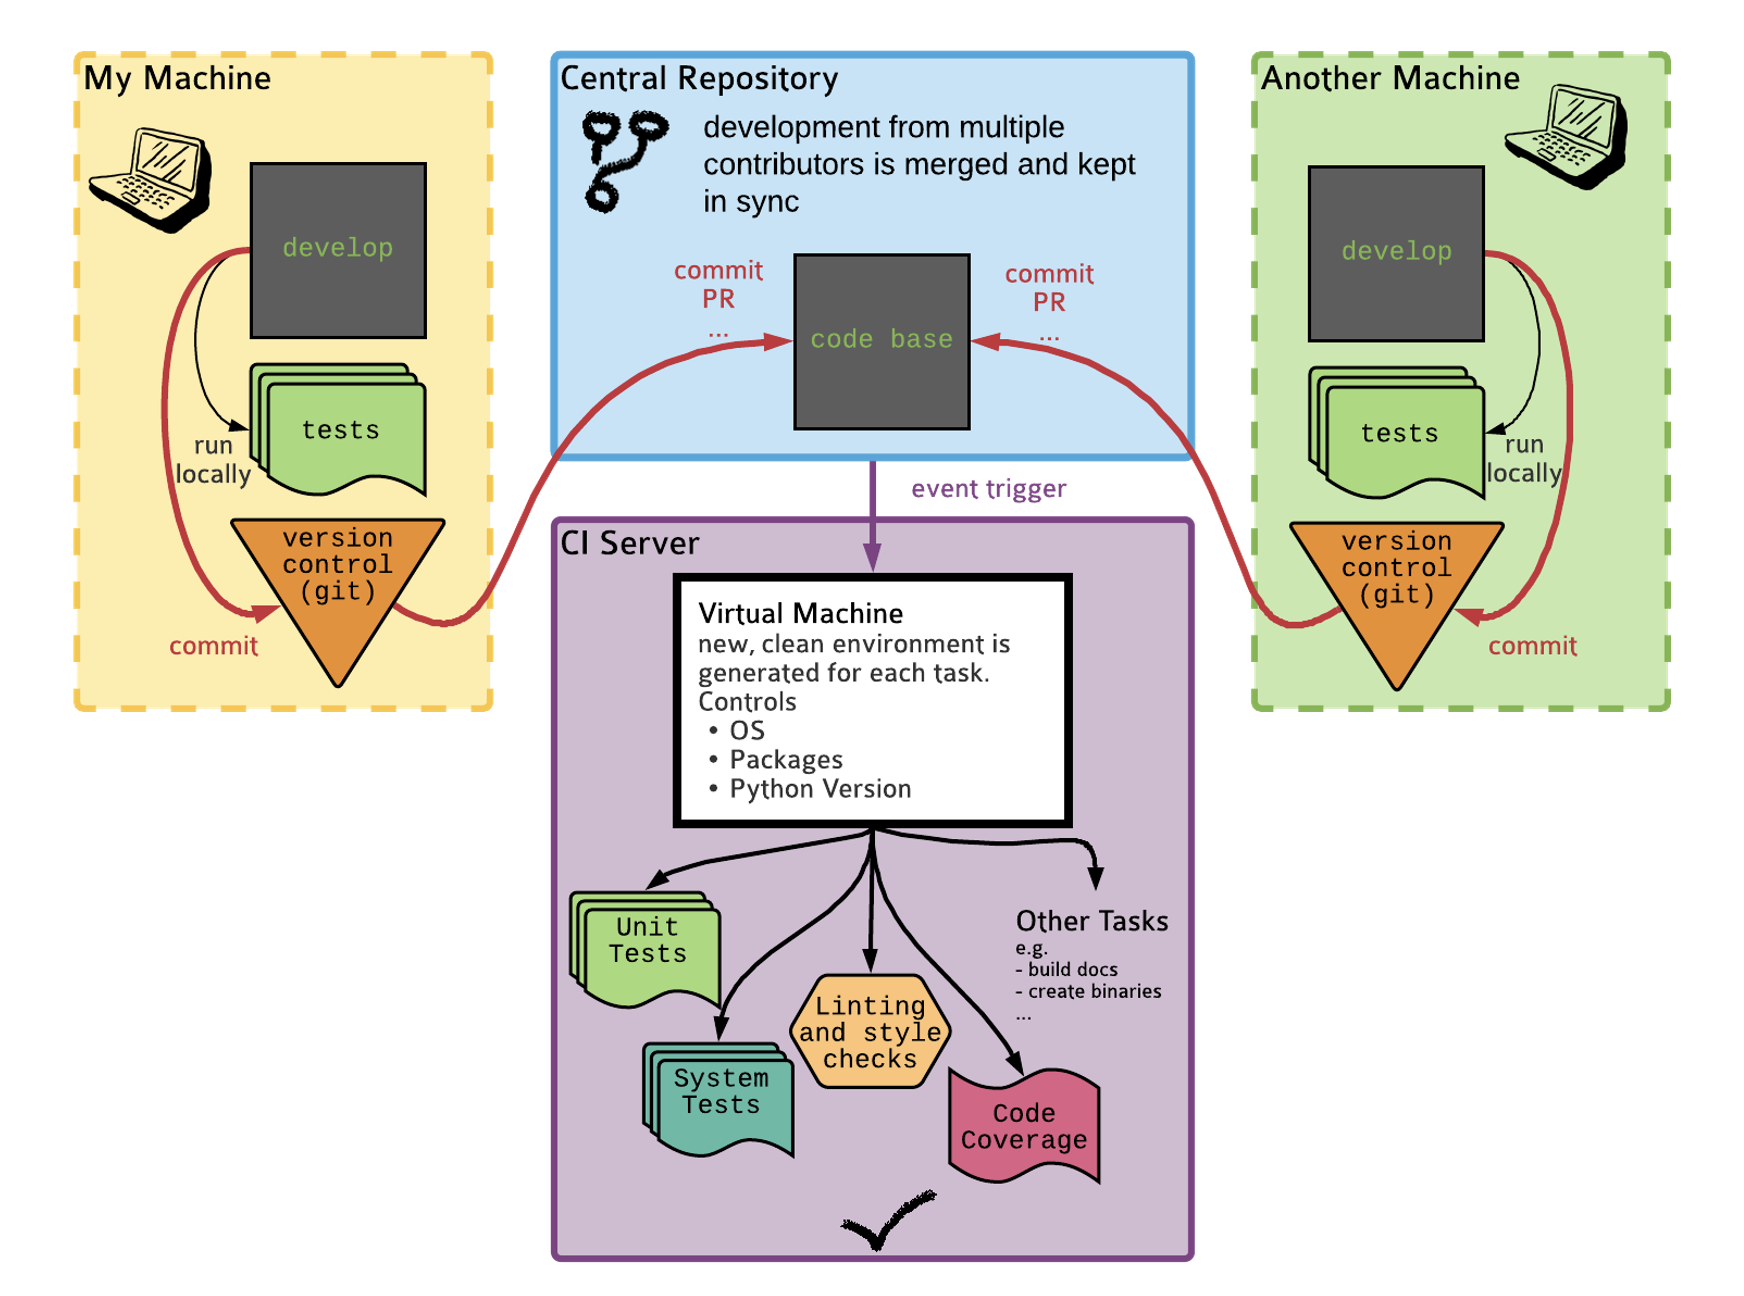 My Machine
develop
tests
run
locally
version
control
(git)
commit
Central Repository
development from multiple
contributors is merged and kept
in sync
commit
PR
...
code base
commit
PR
...
Another Machine
develop
tests
run
locally
version
control
(git)
commit
event trigger
CI Server
Virtual Machine
new, clean environment is
generated for each task.
Controls
• OS
• Packages
• Python Version
Unit
Tests
System
Tests
Linting
and style
checks
Code
Coverage
Other Tasks
e.g.
- build docs
- create binaries
...